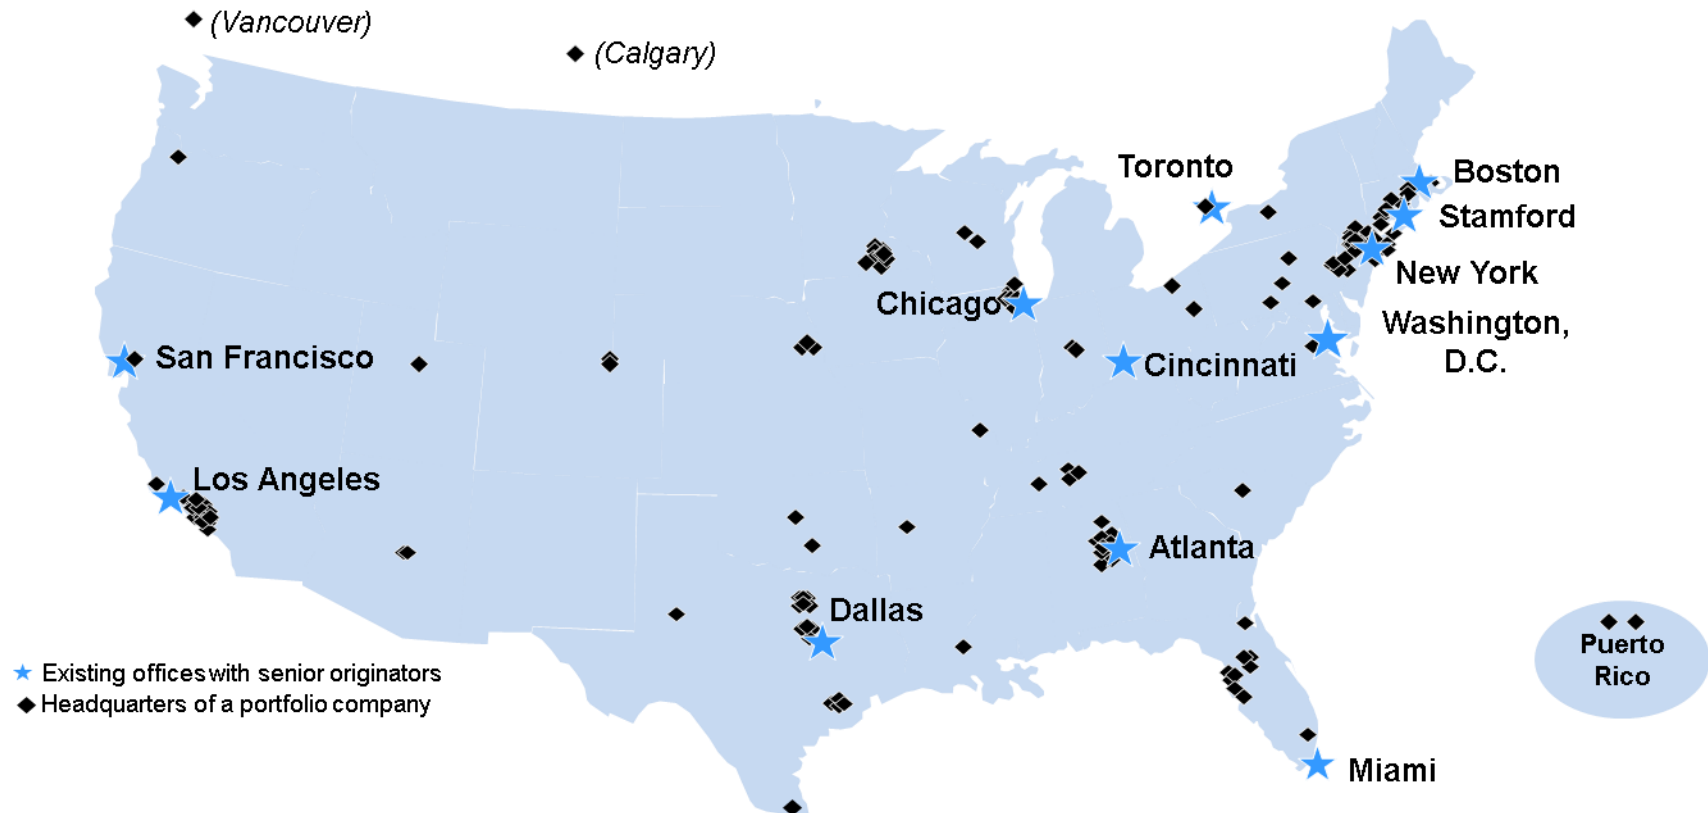 (Vancouver)
(Calgary)
Toronto
Boston
Stamford
New York
Chicago
Washington,
D.C.
San Francisco
Cincinnati
Los Angeles
Atlanta
Dallas
Puerto
Rico
Existing offices with senior originators
Headquarters of a portfolio company
Miami